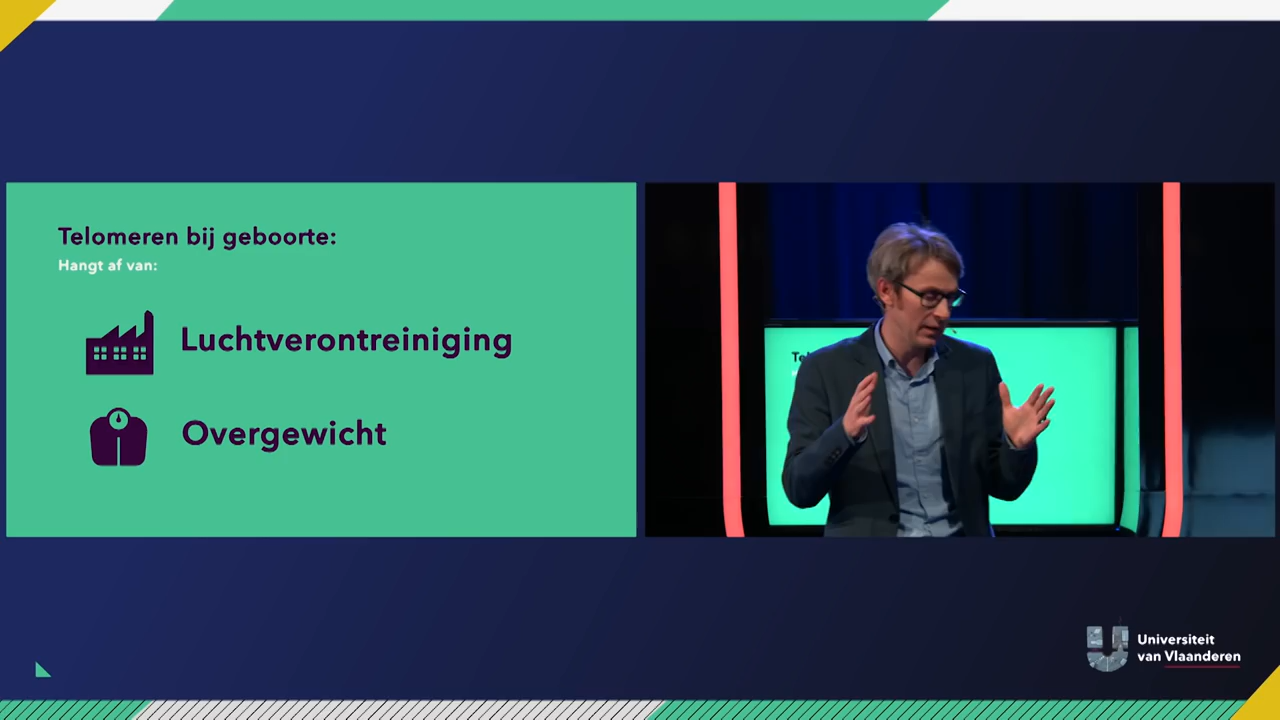 Telomeren bij geboorte:
Hangt af van:
Luchtverontreiniging
Overgewicht
Universiteit
van Vlaanderen